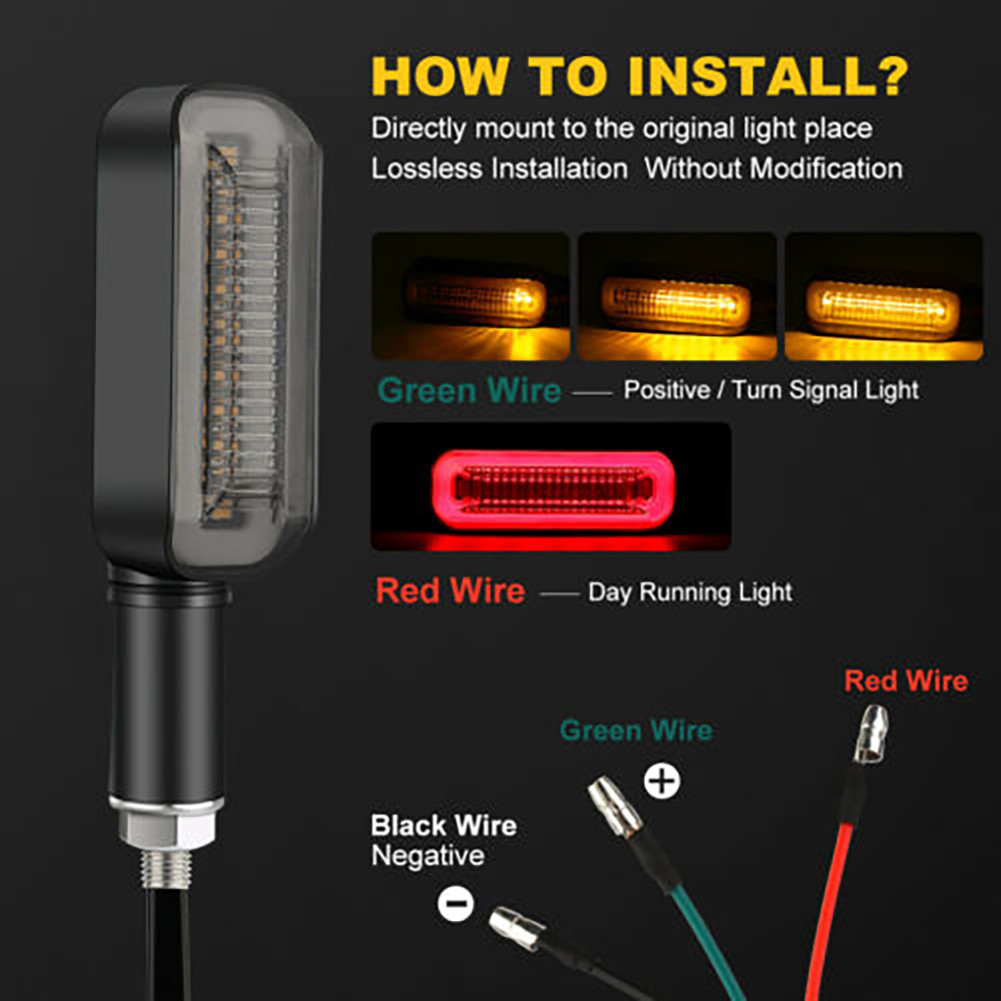 HOW TO INSTALL?
Directly mount to the original light place
Lossless Installation Without Modification
Green Wire — Positive / Turn Signal Light
Red Wire — Day Running Light
Red Wire
Green Wire
+
Black Wire
Negative
-